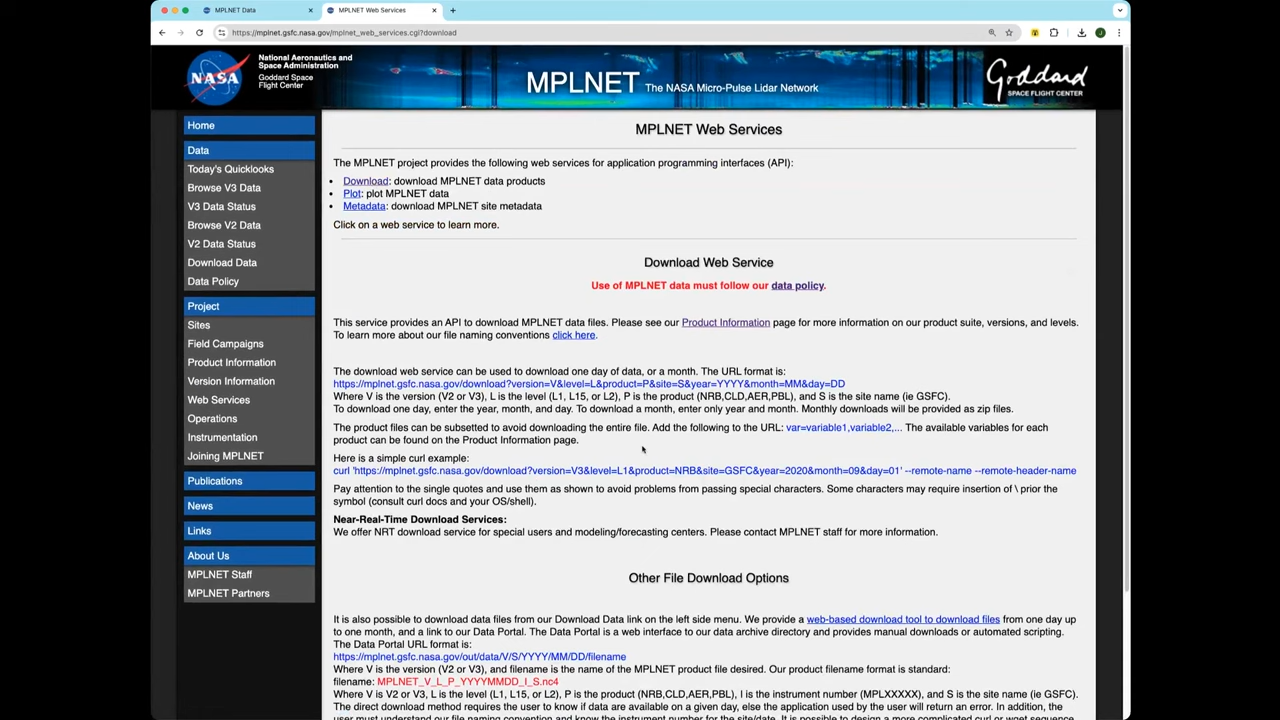 MPLNET Data
MPLNET Web Services
https://mplnet.gsfc.nasa.gov/mplnet_web_services.cgi?download
NASA
National Aeronautics and
Space Administration
Goddard Space
Flight Center
MPLNET The NASA Micro-Pulse Lidar Network
Goddard
SPACE FLIGHT CENTER
Home
Data
Today's Quicklooks
Browse V3 Data
V3 Data Status
Browse V2 Data
V2 Data Status
Download Data
Data Policy
Project
Sites
Field Campaigns
Product Information
Version Information
Web Services
Operations
Instrumentation
Joining MPLNET
Publications
News
Links
About Us
MPLNET Staff
MPLNET Partners
MPLNET Web Services
The MPLNET project provides the following web services for application programming interfaces (API):
• Download: download MPLNET data products
• Plot: plot MPLNET data
• Metadata: download MPLNET site metadata
Click on a web service to learn more.
Download Web Service
Use of MPLNET data must follow our data policy.
This service provides an API to download MPLNET data files. Please see our Product Information page for more information on our product suite, versions, and levels.
To learn more about our file naming conventions click here.
The download web service can be used to download one day of data, or a month. The URL format is:
https://mplnet.gsfc.nasa.gov/download?version=V&level=L&product=P&site=S&year=YYYY&month=MM&day=DD
Where V is the version (V2 or V3), L is the level (L1, L15, or L2), P is the product (NRB,CLD,AER,PBL), and S is the site name (ie GSFC).
To download one day, enter the year, month, and day. To download a month, enter only year and month. Monthly downloads will be provided as zip files.
The product files can be subsetted to avoid downloading the entire file. Add the following to the URL: var=variable1,variable2,... The available variables for each
product can be found on the Product Information page.
Here is a simple curl example:
curl 'https://mplnet.gsfc.nasa.gov/download?version=V3&level=L1&product=NRB&site=GSFC&year=2020&month=09&day=01' --remote-name --remote-header-name
Pay attention to the single quotes and use them as shown to avoid problems from passing special characters. Some characters may require insertion of \ prior the
symbol (consult curl docs and your OS/shell).
Near-Real-Time Download Services:
We offer NRT download service for special users and modeling/forecasting centers. Please contact MPLNET staff for more information.
Other File Download Options
It is also possible to download data files from our Download Data link on the left side menu. We provide a web-based download tool to download files from one day up
to one month, and a link to our Data Portal. The Data Portal is a web interface to our data archive directory and provides manual downloads or automated scripting.
The Data Portal URL format is:
https://mplnet.gsfc.nasa.gov/out/data/V/S/YYYY/MM/DD/filename
Where V is the version (V2 or V3), and filename is the name of the MPLNET product file desired. Our product filename format is standard:
filename: MPLNET_V_L_P_YYYYMMDD_I_S.nc4
Where V is V2 or V3, L is the level (L1, L15, or L2), P is the product (NRB,CLD,AER,PBL), I is the instrument number (MPLXXXXX), and S is the site name (ie GSFC).
The direct download method requires the user to know if data are available on a given day, else the application used by the user will return an error. In addition, the
user must understand our file naming convention and know the instrument number for the site/date. It is possible to design a more complicated curl or wget sequence